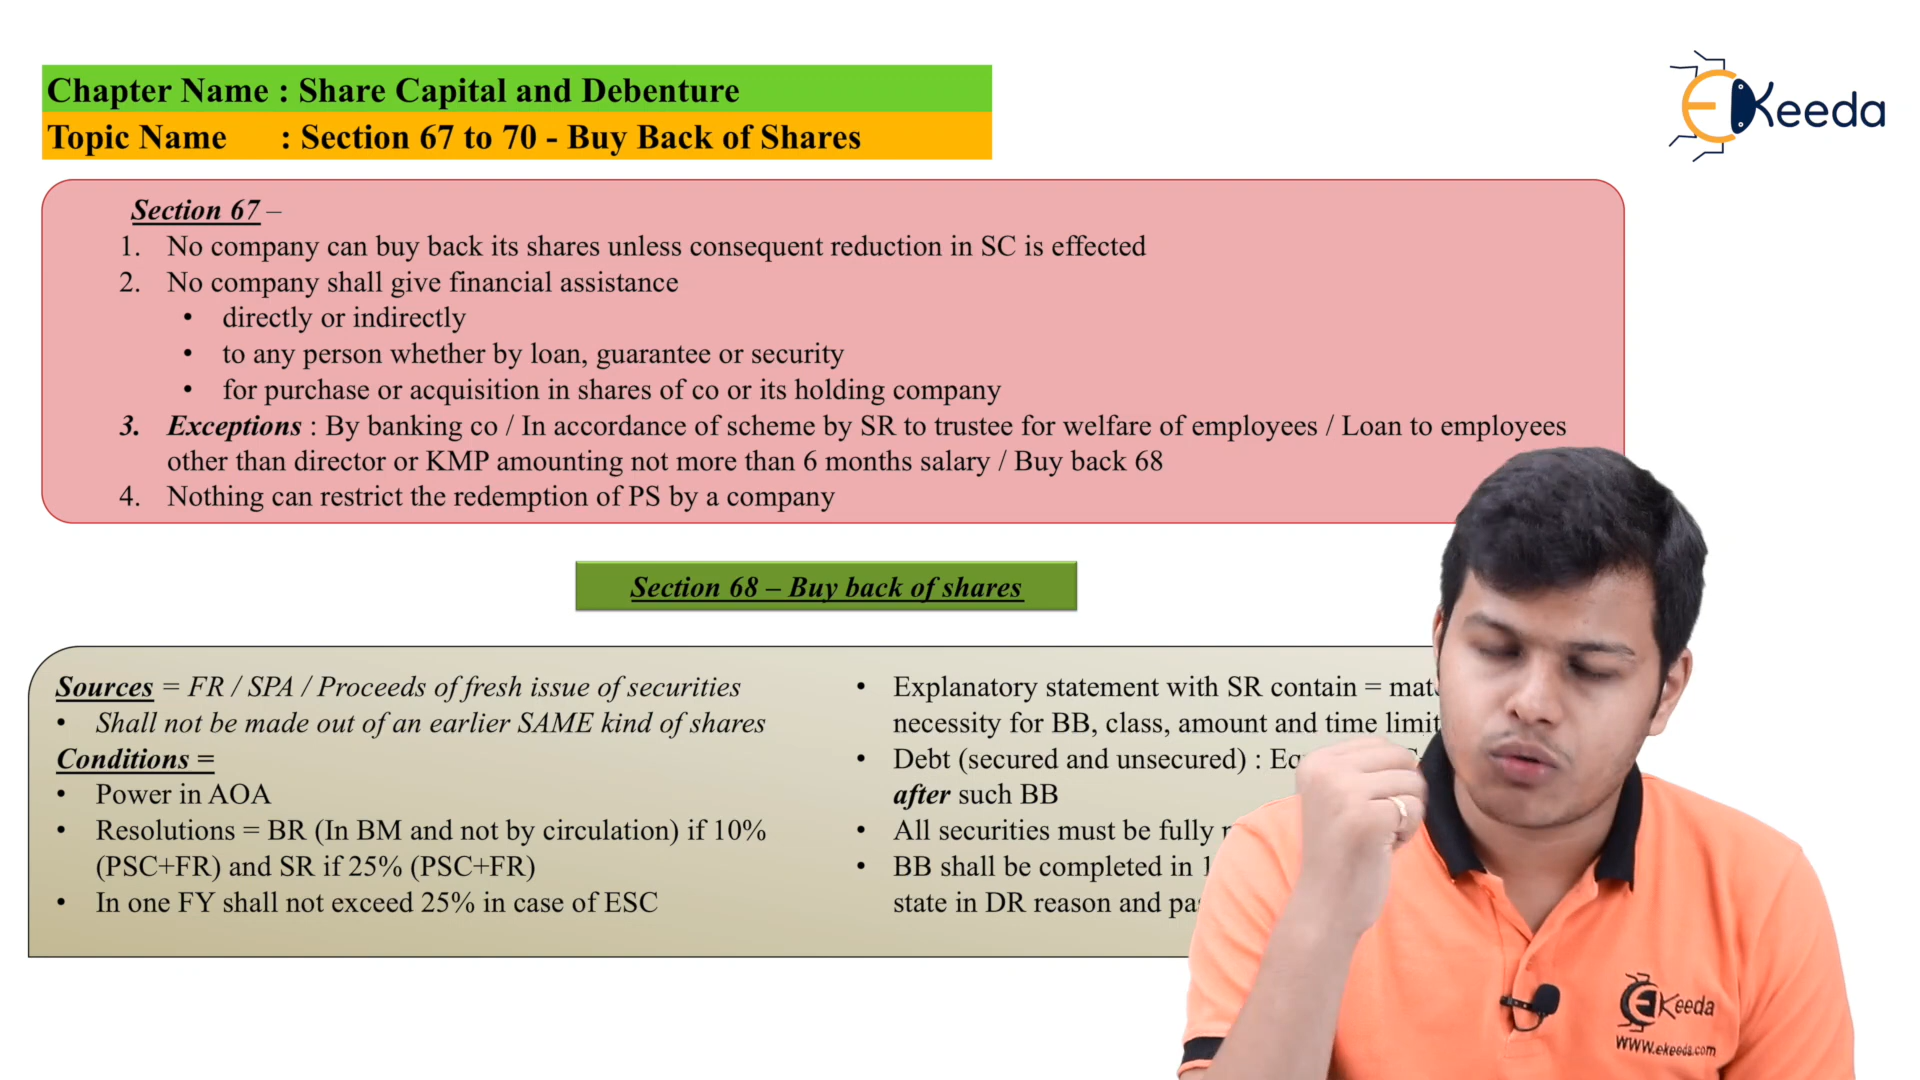 Chapter Name : Share Capital and Debenture
Topic Name : Section 67 to 70 - Buy Back of Shares
EKeeda
Section 67 –
1. No company can buy back its shares unless consequent reduction in SC is effected
2. No company shall give financial assistance
• directly or indirectly
• to any person whether by loan, guarantee or security
• for purchase or acquisition in shares of co or its holding company
3. Exceptions : By banking co / In accordance of scheme by SR to trustee for welfare of employees / Loan to employees
other than director or KMP amounting not more than 6 months salary / Buy back 68
4. Nothing can restrict the redemption of PS by a company
Section 68 – Buy back of shares
Sources = FR / SPA / Proceeds of fresh issue of securities
• Shall not be made out of an earlier SAME kind of shares
Conditions =
• Power in AOA
• Resolutions = BR (In BM and not by circulation) if 10%
(PSC+FR) and SR if 25% (PSC+FR)
• In one FY shall not exceed 25% in case of ESC
• Explanatory statement with SR contain =
necessity for BB, class, amount and time limit
• Debt (secured and unsecured) :
after such BB
• All securities must be fully
• BB shall be completed in
state in DR reason and
EKeeda
www.ekeeda.com